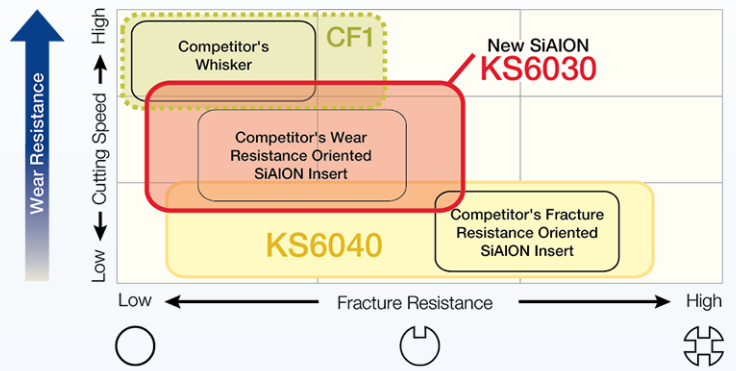 Wear Resistance
High
Cutting Speed
Low
Competitor's
Whisker
CF1
New SiAlON
KS6030
Competitor's Wear
Resistance Oriented
SiAlON Insert
KS6040
Competitor's Fracture
Resistance Oriented
SiAlON Insert
Low
Fracture Resistance
High